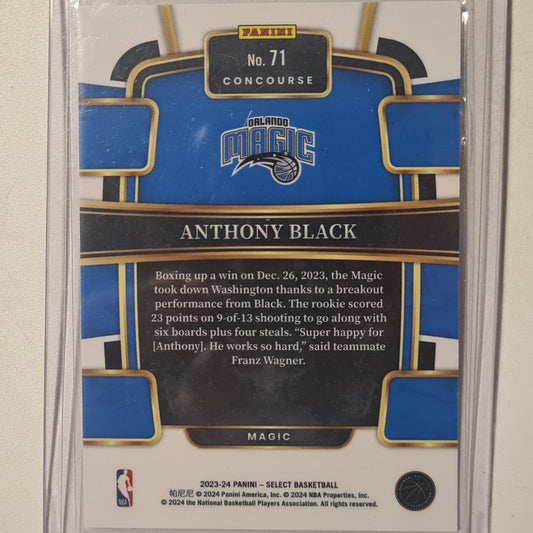 PANINI
No. 71
CONCOURSE
ORLANDO
MAGIC
ANTHONY BLACK
Boxing up a win on Dec. 26, 2023, the Magic
took down Washington thanks to a breakout
performance from Black. The rookie scored
23 points on 9-of-13 shooting to go along with
six boards plus four steals. “Super happy for
[Anthony]. He works so hard,” said teammate
Franz Wagner.
MAGIC
2023-24 PANINI – SELECT BASKETBALL
帕尼尼 © 2024 Panini America, Inc. © 2024 NBA Properties, Inc.
© 2024 the National Basketball Players Association. All rights reserved.
NBA